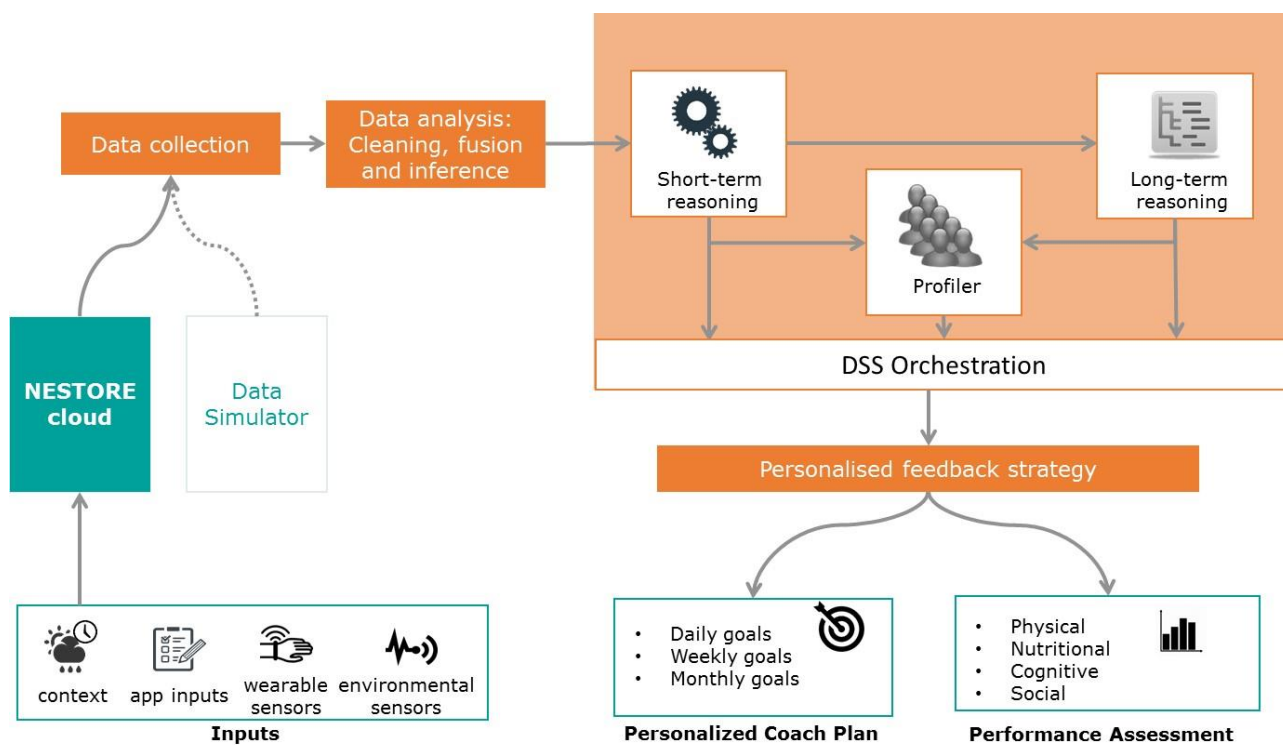 Data collection
Data analysis:
Cleaning, fusion
and inference
Short-term
reasoning
Long-term
reasoning
Profiler
DSS Orchestration
NESTORE
cloud
Data
Simulator
Personalised feedback strategy
context
app inputs
wearable
sensors
environmental
sensors
Inputs
• Daily goals
• Weekly goals
• Monthly goals
Personalized Coach Plan
• Physical
• Nutritional
• Cognitive
• Social
Performance Assessment